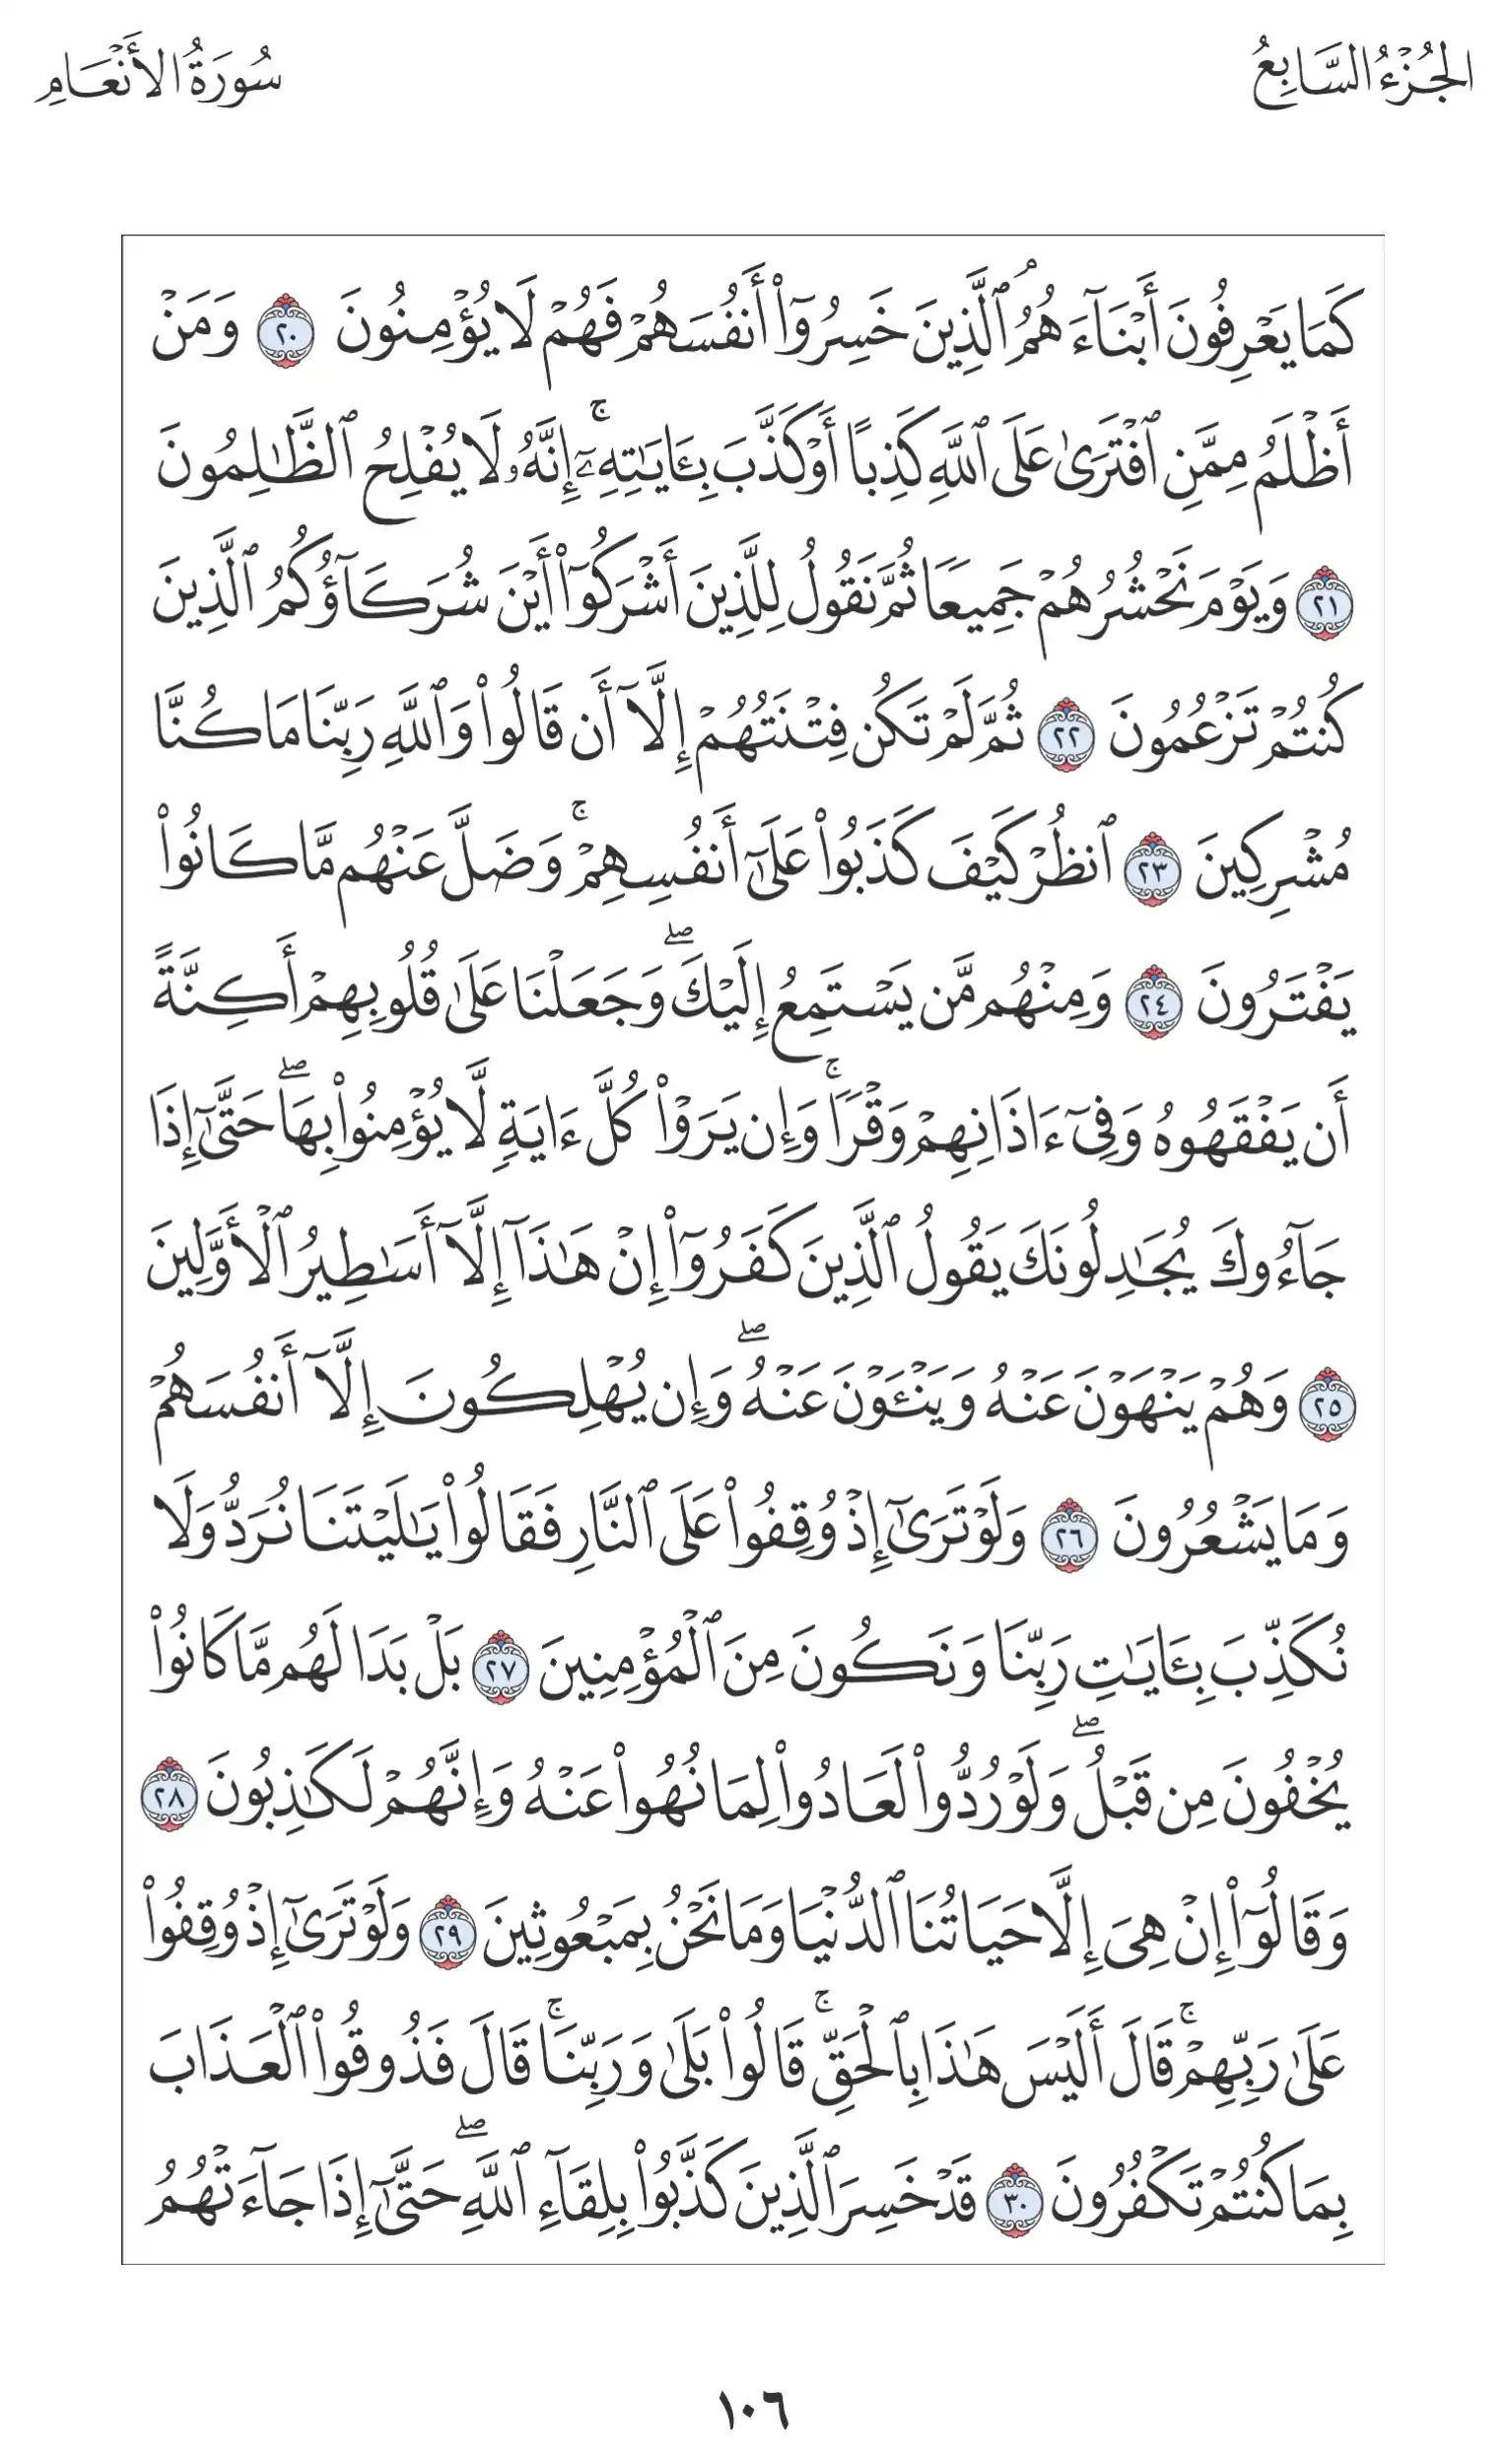 الجُزْءُ السَّابِعُ
سُورَةُ الأَنْعَامِ
كَمَا يَعْرِفُونَ أَبْنَآءَهُمُ ٱلَّذِينَ خَسِرُوٓا۟ أَنفُسَهُمْ فَهُمْ لَا يُؤْمِنُونَ ٢٠ وَمَنْ
أَظْلَمُ مِمَّنِ ٱفْتَرَىٰ عَلَى ٱللَّهِ كَذِبًا أَوْ كَذَّبَ بِـَٔايَـٰتِهِۦٓ ۚ إِنَّهُۥ لَا يُفْلِحُ ٱلظَّـٰلِمُونَ
٢١ وَيَوْمَ نَحْشُرُهُمْ جَمِيعًا ثُمَّ نَقُولُ لِلَّذِينَ أَشْرَكُوٓا۟ أَيْنَ شُرَكَآؤُكُمُ ٱلَّذِينَ
كُنتُمْ تَزْعُمُونَ ٢٢ ثُمَّ لَمْ تَكُن فِتْنَتُهُمْ إِلَّآ أَن قَالُوا۟ وَٱللَّهِ رَبِّنَا مَا كُنَّا
مُشْرِكِينَ ٢٣ ٱنظُرْ كَيْفَ كَذَبُوا۟ عَلَىٰٓ أَنفُسِهِمْ ۚ وَضَلَّ عَنْهُم مَّا كَانُوا۟
يَفْتَرُونَ ٢٤ وَمِنْهُم مَّن يَسْتَمِعُ إِلَيْكَ ۖ وَجَعَلْنَا عَلَىٰ قُلُوبِهِمْ أَكِنَّةً
أَن يَفْقَهُوهُ وَفِىٓ ءَاذَانِهِمْ وَقْرًا ۚ وَإِن يَرَوْا۟ كُلَّ ءَايَةٍ لَّا يُؤْمِنُوا۟ بِهَا ۖ حَتَّىٰٓ إِذَا
جَآءُوكَ يُجَـٰدِلُونَكَ يَقُولُ ٱلَّذِينَ كَفَرُوٓا۟ إِنْ هَـٰذَآ إِلَّآ أَسَـٰطِيرُ ٱلْأَوَّلِينَ
٢٥ وَهُمْ يَنْهَوْنَ عَنْهُ وَيَنْـَٔوْنَ عَنْهُ ۖ وَإِن يُهْلِكُونَ إِلَّآ أَنفُسَهُمْ
وَمَا يَشْعُرُونَ ٢٦ وَلَوْ تَرَىٰٓ إِذْ وُقِفُوا۟ عَلَى ٱلنَّارِ فَقَالُوا۟ يَـٰلَيْتَنَا نُرَدُّ وَلَا
نُكَذِّبَ بِـَٔايَـٰتِ رَبِّنَا وَنَكُونَ مِنَ ٱلْمُؤْمِنِينَ ٢٧ بَلْ بَدَا لَهُم مَّا كَانُوا۟
يُخْفُونَ مِن قَبْلُ ۖ وَلَوْ رُدُّوا۟ لَعَادُوا۟ لِمَا نُهُوا۟ عَنْهُ وَإِنَّهُمْ لَكَـٰذِبُونَ ٢٨
وَقَالُوٓا۟ إِنْ هِىَ إِلَّا حَيَاتُنَا ٱلدُّنْيَا وَمَا نَحْنُ بِمَبْعُوثِينَ ٢٩ وَلَوْ تَرَىٰٓ إِذْ وُقِفُوا۟
عَلَىٰ رَبِّهِمْ ۚ قَالَ أَلَيْسَ هَـٰذَا بِٱلْحَقِّ ۚ قَالُوا۟ بَلَىٰ وَرَبِّنَا ۚ قَالَ فَذُوقُوا۟ ٱلْعَذَابَ
بِمَا كُنتُمْ تَكْفُرُونَ ٣٠ قَدْ خَسِرَ ٱلَّذِينَ كَذَّبُوا۟ بِلِقَآءِ ٱللَّهِ ۖ حَتَّىٰٓ إِذَا جَآءَتْهُمُ
١٠٦